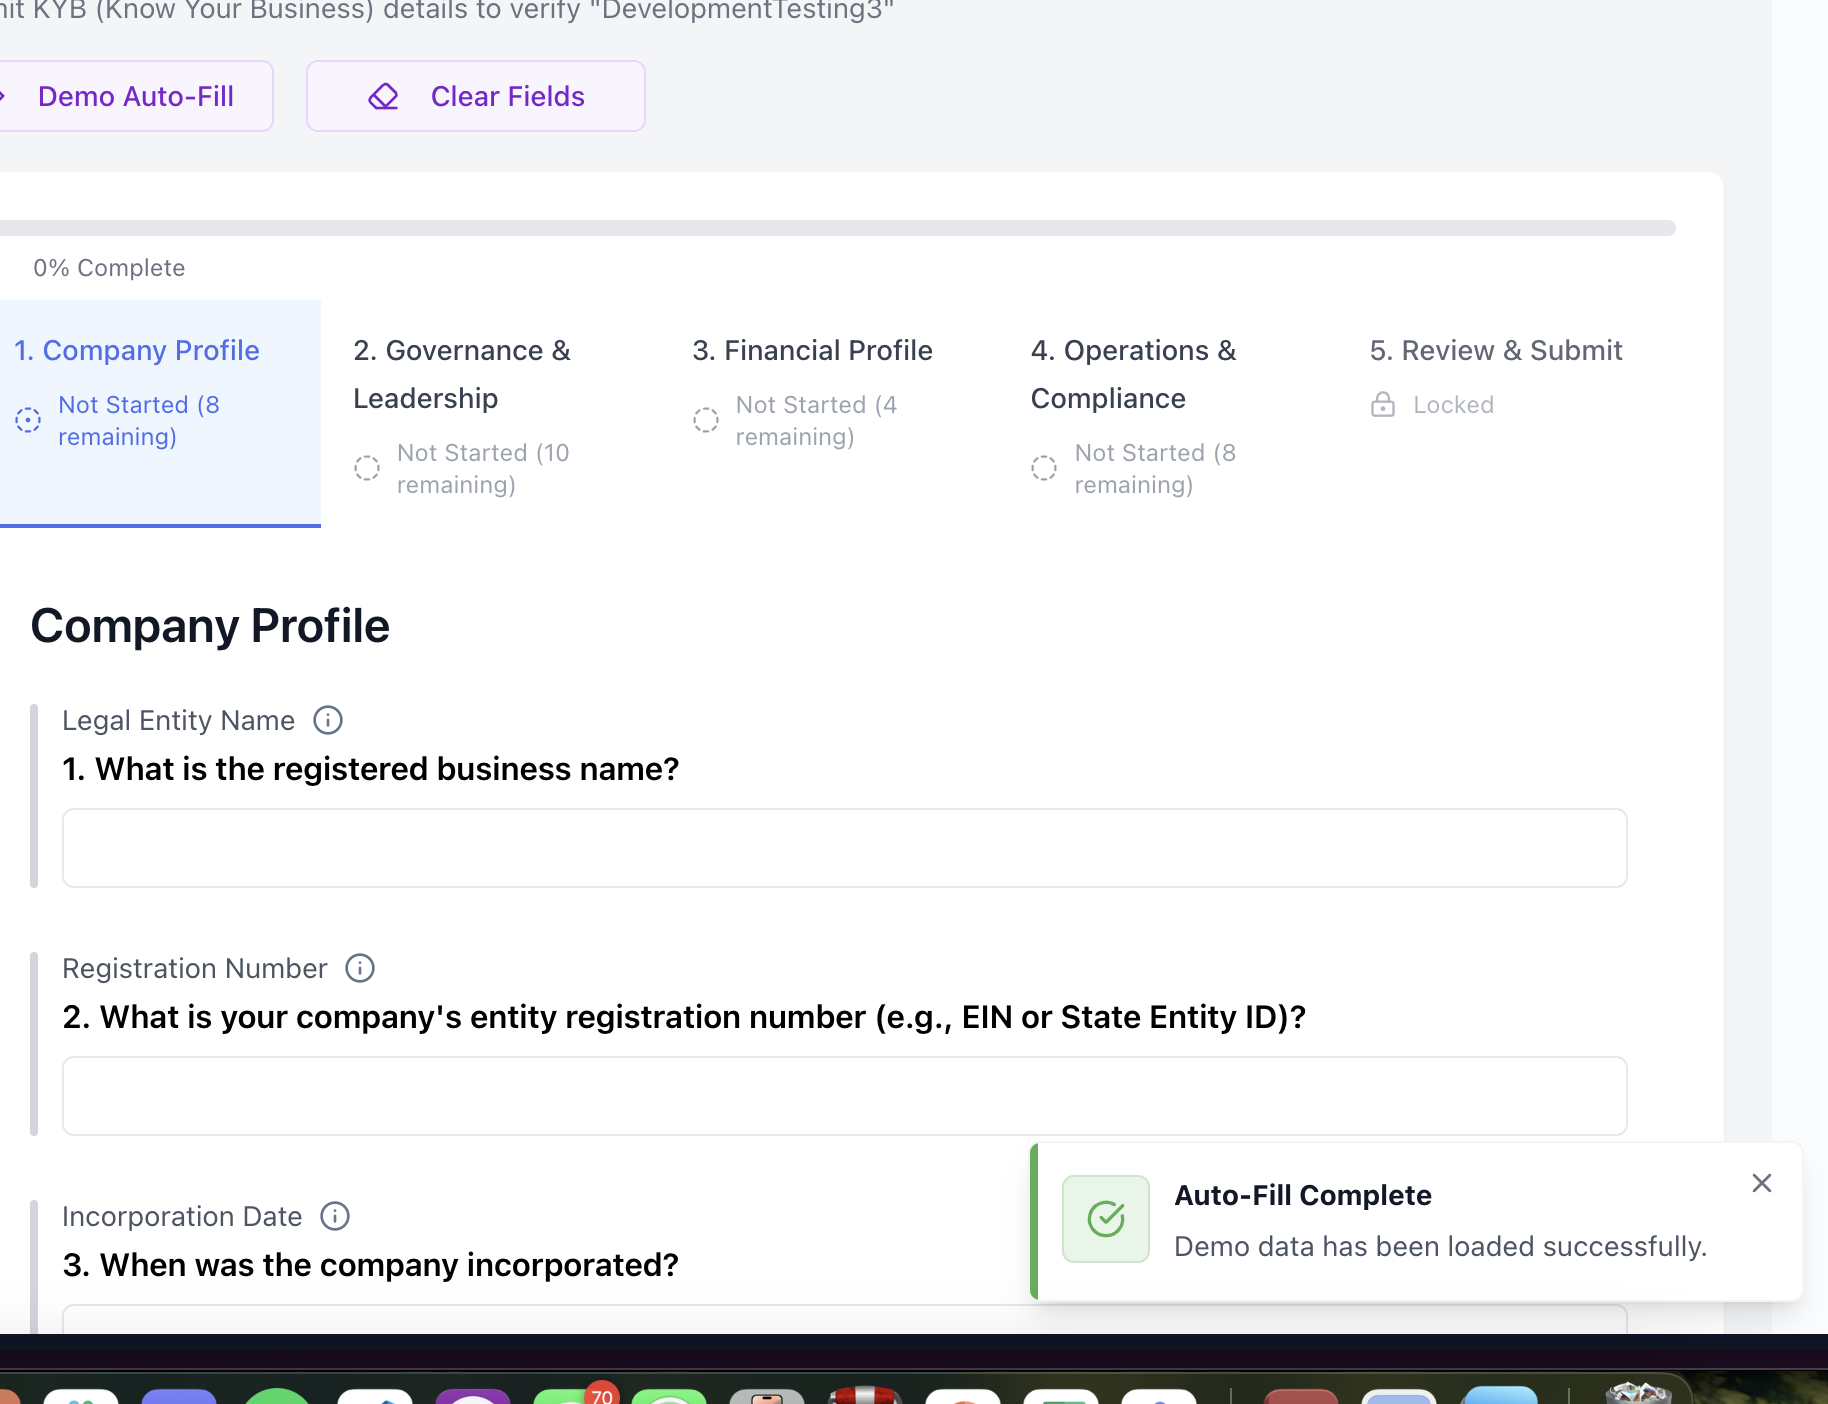 KYB (Know Your Business) details to verify "DevelopmentTesting3"
Demo Auto-Fill
Clear Fields
0% Complete
1. Company Profile
Not Started (8
remaining)
2. Governance &
Leadership
Not Started (10
remaining)
3. Financial Profile
Not Started (4
remaining)
4. Operations &
Compliance
Not Started (8
remaining)
5. Review & Submit
Locked
Company Profile
Legal Entity Name
1. What is the registered business name?
Registration Number
2. What is your company's entity registration number (e.g., EIN or State Entity ID)?
Incorporation Date
3. When was the company incorporated?
Auto-Fill Complete
Demo data has been loaded successfully.
70